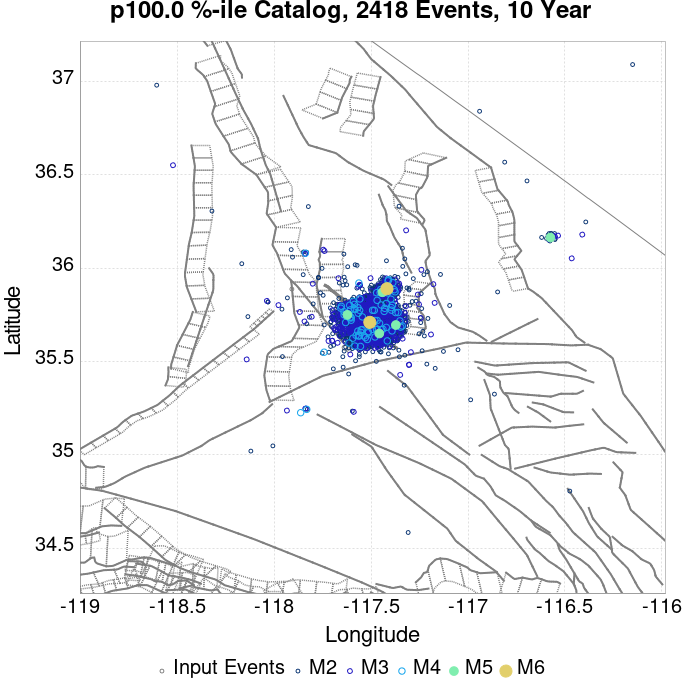 p100.0 %-ile Catalog, 2418 Events, 10 Year
37
36.5
36
35.5
35
34.5
Latitude
-119 -118.5 -118 -117.5 -117 -116.5 -116
Longitude
Input Events M2 M3 M4 M5 M6